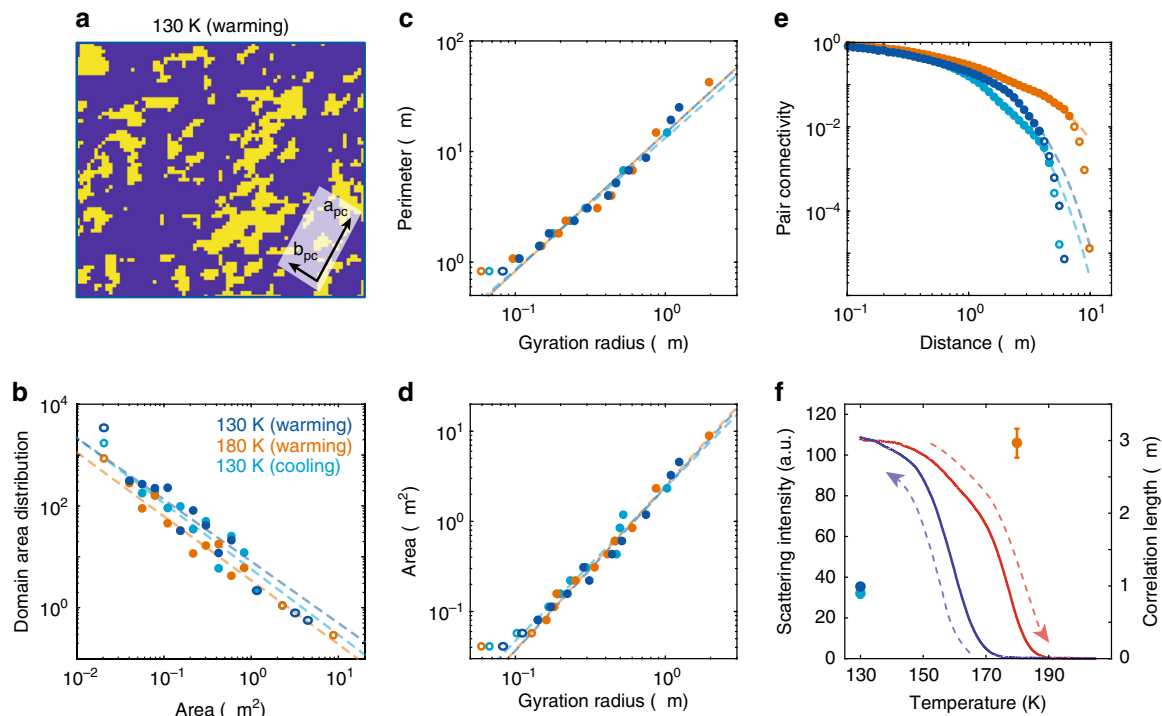 a
130 K (warming)
a pc
b pc
b
Domain area distribution
10^4
10^2
10^0
10^−2
10^−1
10^0
10^1
Area ( m^2)
130 K (warming)
180 K (warming)
130 K (cooling)
c
Perimeter ( m)
10^2
10^1
10^0
10^−1
10^0
Gyration radius ( m)
d
Area ( m^2)
10^1
10^0
10^−1
10^−1
10^0
Gyration radius ( m)
e
Pair connectivity
10^0
10^−2
10^−4
10^−1
10^0
10^1
Distance ( m)
f
Scattering intensity (a.u.)
120
100
80
60
40
20
0
130
150
170
190
Temperature (K)
3
2
1
0
Correlation length ( m)